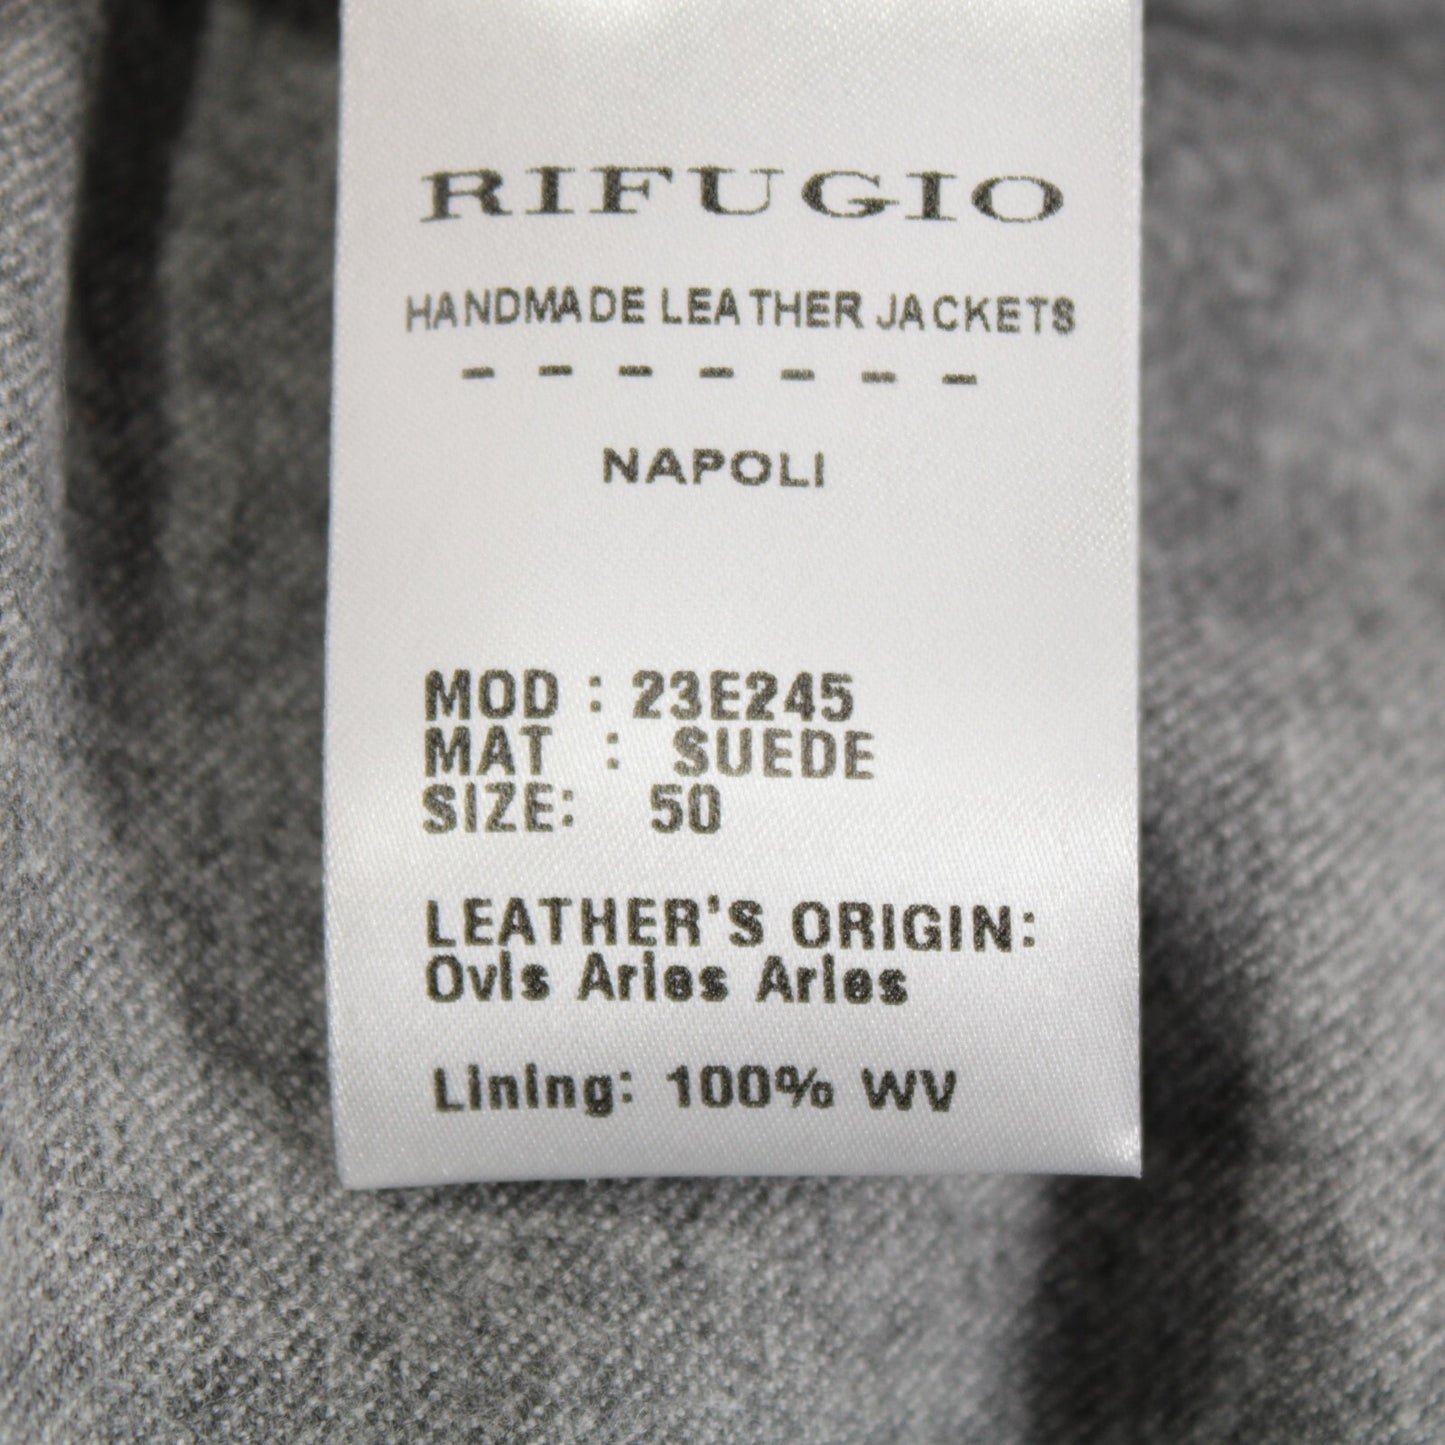 RIFUGIO
HANDMADE LEATHER JACKETS
- - - - - - -
NAPOLI
MOD : 23E245
MAT : SUEDE
SIZE: 50
LEATHER'S ORIGIN:
Ovis Aries Aries
Lining: 100% WV